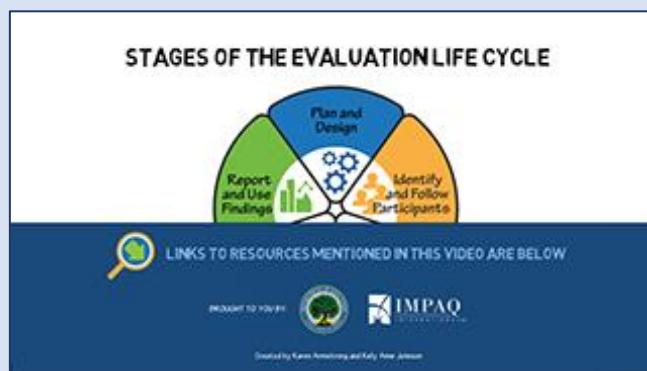 STAGES OF THE EVALUATION LIFE CYCLE
Plan and
Design
Report
and Use
Findings
Identify
and Follow
Participants
LINKS TO RESOURCES MENTIONED IN THIS VIDEO ARE BELOW
BROUGHT TO YOU BY:
IMPAQ
INTERNATIONAL
Created by Karen Armstrong and Kelly Anne Johnson